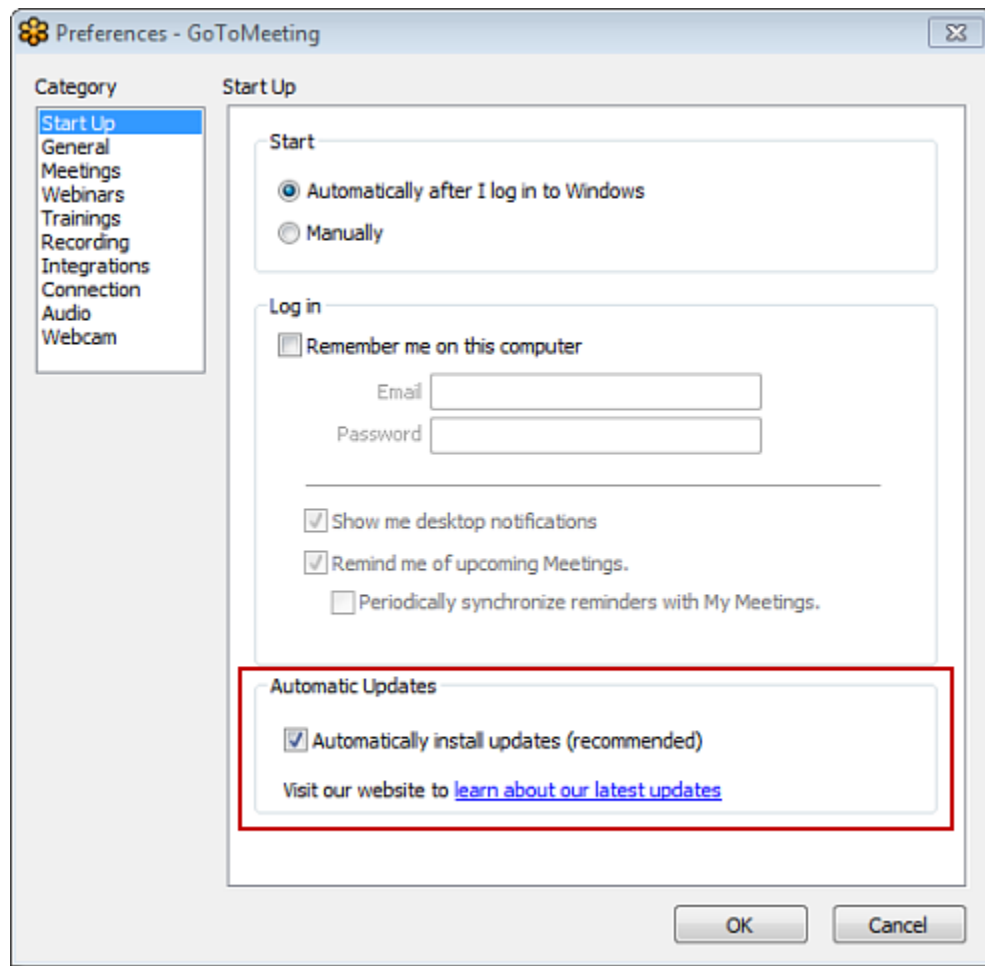 Preferences - GoToMeeting
Category
Start Up
General
Meetings
Webinars
Trainings
Recording
Integrations
Connection
Audio
Webcam
Start Up
Start
Automatically after I log in to Windows
Manually
Log in
Remember me on this computer
Email
Password
Show me desktop notifications
Remind me of upcoming Meetings.
Periodically synchronize reminders with My Meetings.
Automatic Updates
Automatically install updates (recommended)
Visit our website to learn about our latest updates
OK
Cancel